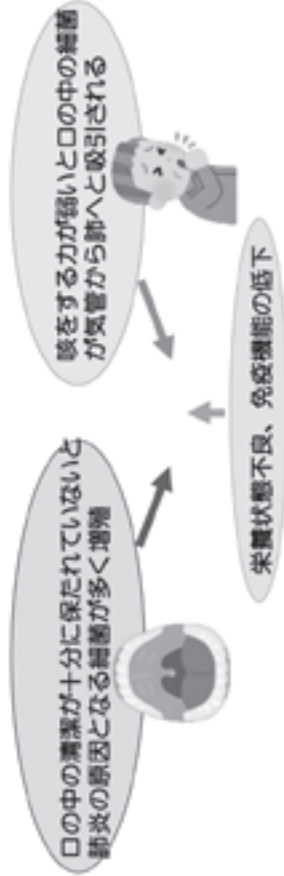 口の中の清潔が十分に保たれていないと
肺炎の原因となる細菌が多く増殖
咳をする力が弱いと口の中の細菌
が気管から肺へと吸引される
栄養状態不良、免疫機能の低下